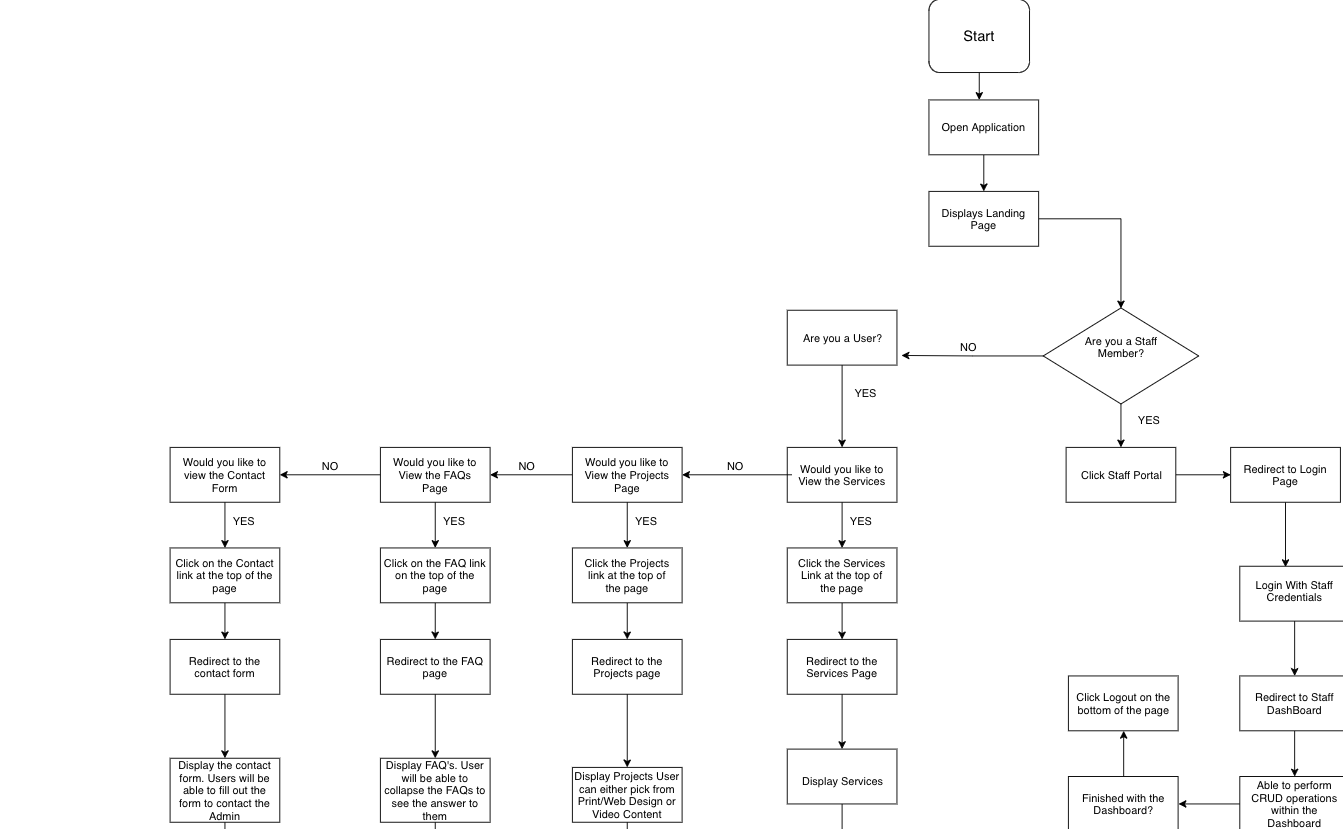 Start
Open Application
Displays Landing
Page
Are you a User?
NO
Are you a Staff
Member?
YES
YES
Would you like to
view the Contact
Form
NO
Would you like to
View the FAQs
Page
NO
Would you like to
View the Projects
Page
NO
Would you like to
View the Services
Click Staff Portal
Redirect to Login
Page
YES
YES
YES
YES
Click on the Contact
link at the top of the
page
Click on the FAQ link
on the top of the
page
Click the Projects
link at the top of
the page
Click the Services
Link at the top of
the page
Login With Staff
Credentials
Redirect to the
contact form
Redirect to the FAQ
page
Redirect to the
Projects page
Redirect to the
Services Page
Click Logout on the
bottom of the page
Redirect to Staff
DashBoard
Display the contact
form. Users will be
able to fill out the
form to contact the
Admin
Display FAQ's. User
will be able to
collapse the FAQs to
see the answer to
them
Display Projects User
can either pick from
Print/Web Design or
Video Content
Display Services
Finished with the
Dashboard?
Able to perform
CRUD operations
within the
Dashboard